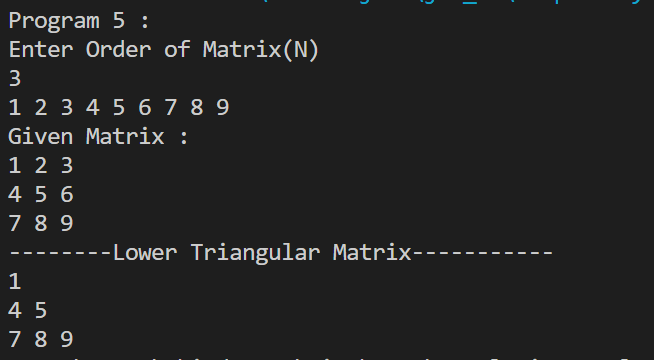 Program 5 :
Enter Order of Matrix(N)
3
1 2 3 4 5 6 7 8 9
Given Matrix :
1 2 3
4 5 6
7 8 9
--------Lower Triangular Matrix-----------
1
4 5
7 8 9